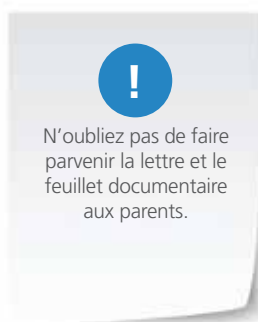 !
N’oubliez pas de faire
parvenir la lettre et le
feuillet documentaire
aux parents.